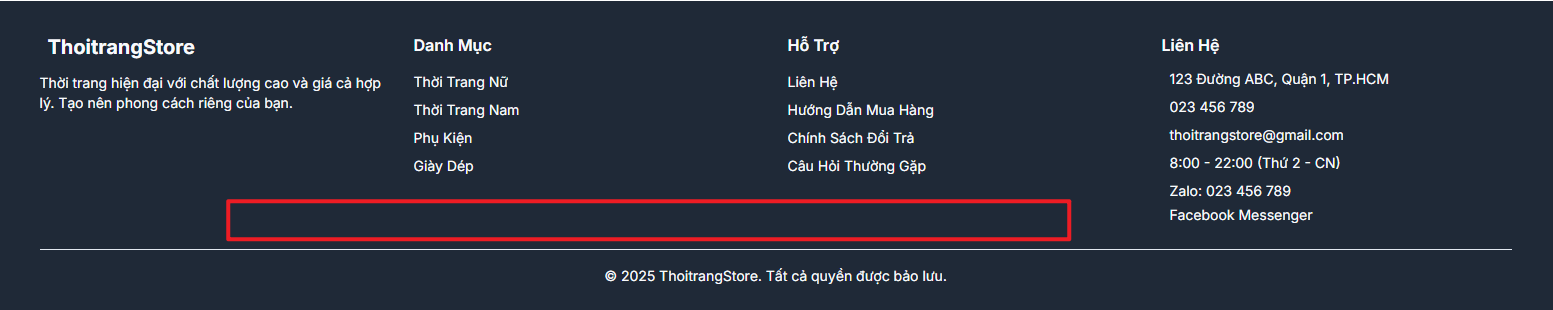 ThoitrangStore
Thời trang hiện đại với chất lượng cao và giá cả hợp
lý. Tạo nên phong cách riêng của bạn.
Danh Mục
Thời Trang Nữ
Thời Trang Nam
Phụ Kiện
Giày Dép
Hỗ Trợ
Liên Hệ
Hướng Dẫn Mua Hàng
Chính Sách Đổi Trả
Câu Hỏi Thường Gặp
Liên Hệ
123 Đường ABC, Quận 1, TP.HCM
023 456 789
thoitrangstore@gmail.com
8:00 - 22:00 (Thứ 2 - CN)
Zalo: 023 456 789
Facebook Messenger
© 2025 ThoitrangStore. Tất cả quyền được bảo lưu.